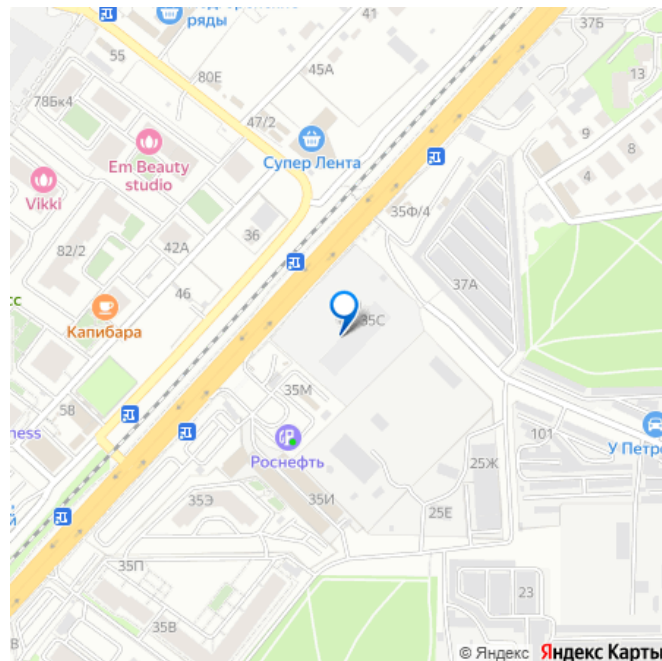 ряды
41
37Б
55
45А
80Е
13
78Бк4
47/2
9
8
Супер Лента
Em Beauty
studio
4
Vikki
35Ф/4
36
42А
82/2
37А
46
Капибара
35С
35М
58
101
ness
У Петро
Роснефть
25Ж
35Э
35И
25Е
35П
23
35В
© Яндекс Яндекс Карты